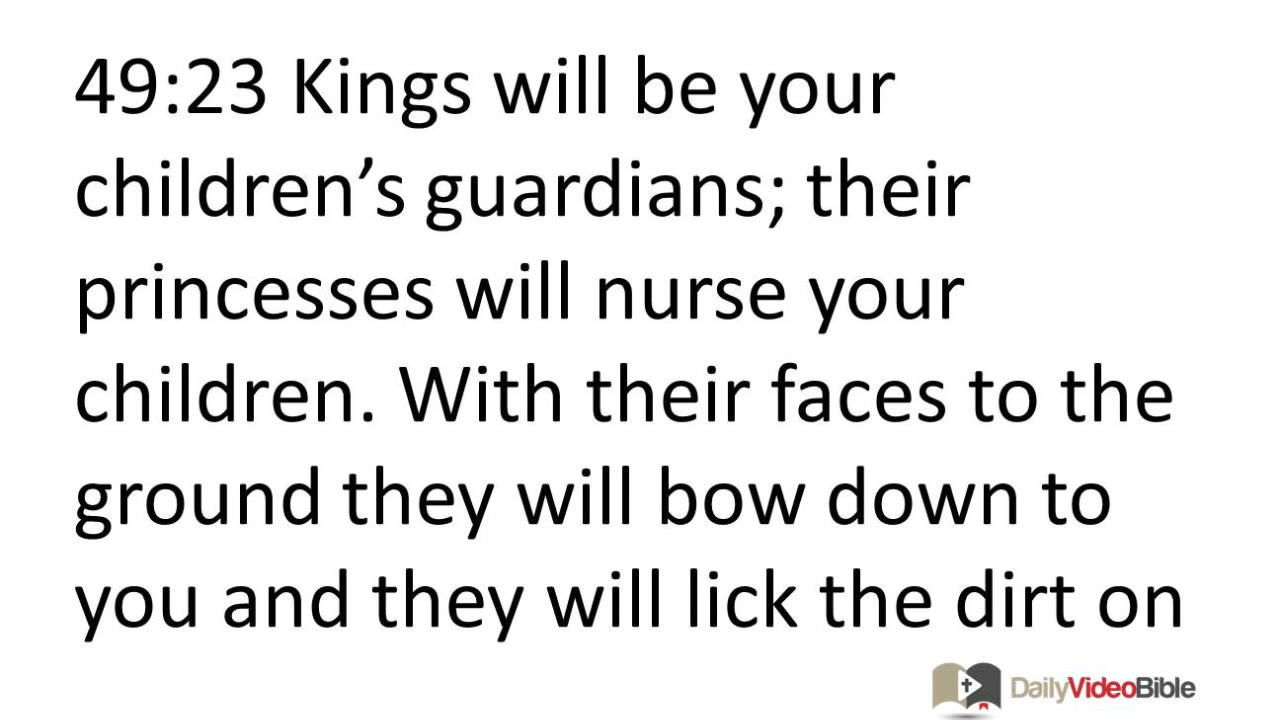 49:23 Kings will be your
children’s guardians; their
princesses will nurse your
children. With their faces to the
ground they will bow down to
you and they will lick the dirt on
DailyVideoBible